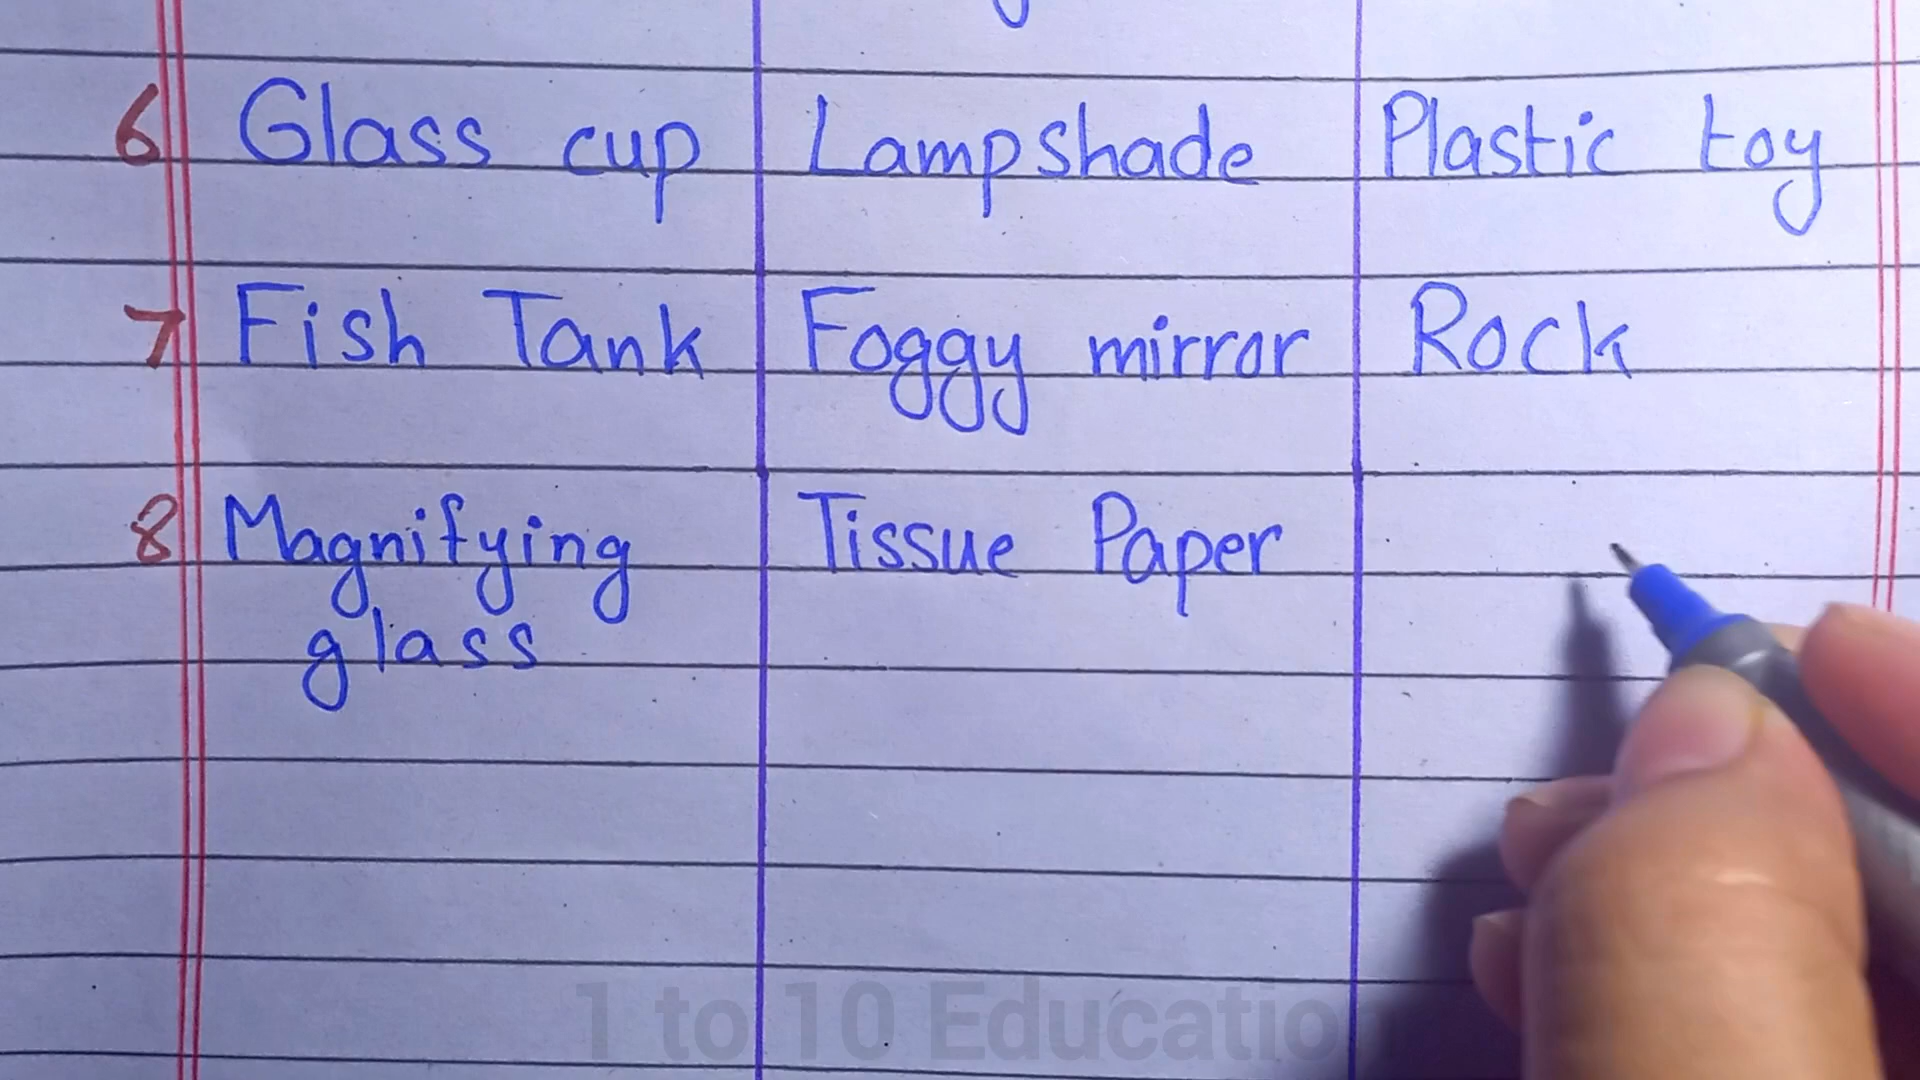 6 Glass cup Lampshade Plastic toy
7 Fish Tank Foggy mirror Rock
8 Magnifying Tissue Paper
glass
1 to 10 Educatio